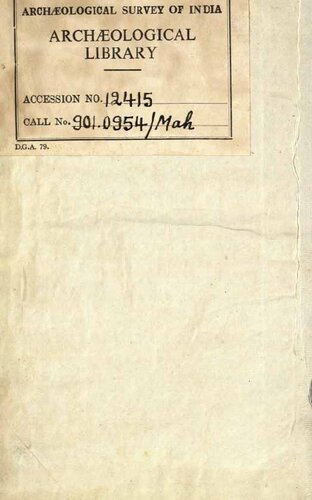 ARCHÆOLOGICAL SURVEY OF INDIA
ARCHÆOLOGICAL
LIBRARY
ACCESSION NO. 12415
CALL No. 901.0954/Mah
D.G.A. 79.